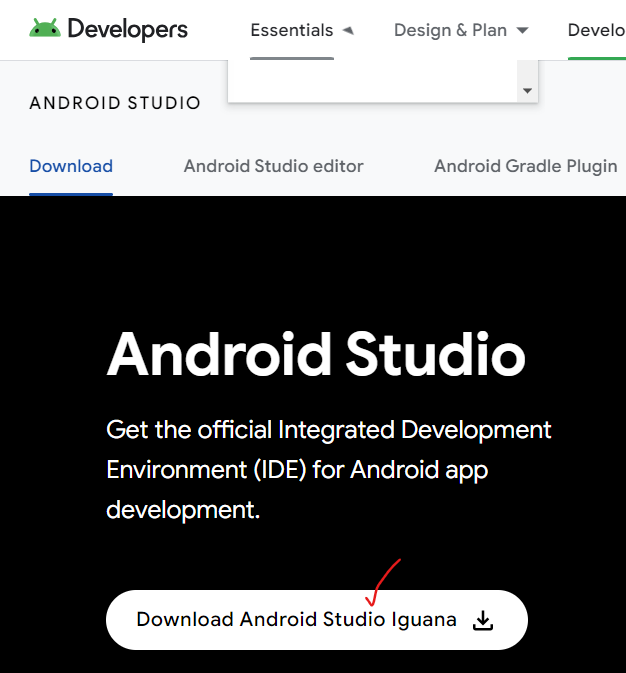 Developers
Essentials
Design & Plan
Develo
ANDROID STUDIO
Download
Android Studio editor
Android Gradle Plugin
Android Studio
Get the official Integrated Development
Environment (IDE) for Android app
development.
Download Android Studio Iguana